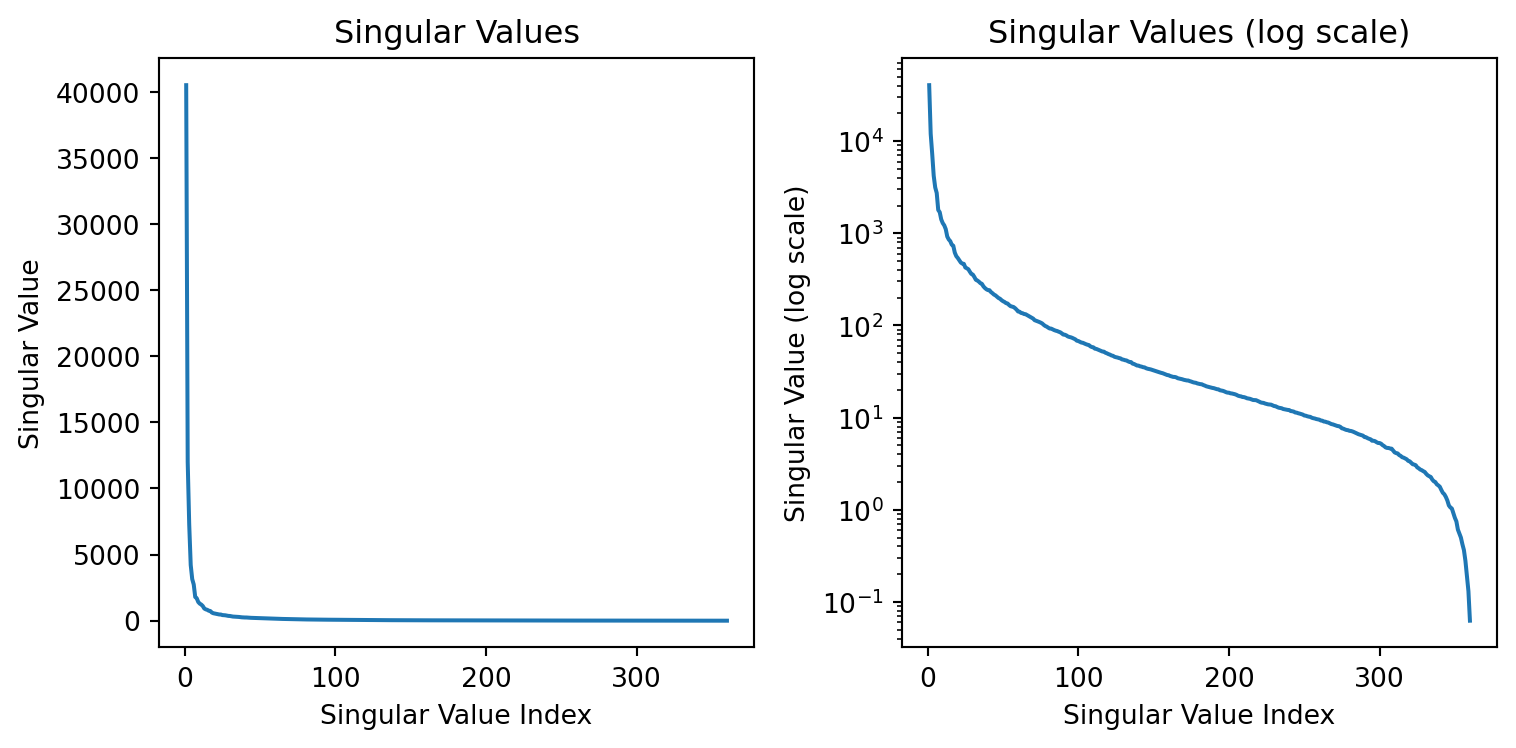 Singular Values
Singular Value
40000
35000
30000
25000
20000
15000
10000
5000
0
0 100 200 300
Singular Value Index
Singular Values (log scale)
Singular Value (log scale)
10⁴
10³
10²
10¹
10⁰
10⁻¹
0 100 200 300
Singular Value Index